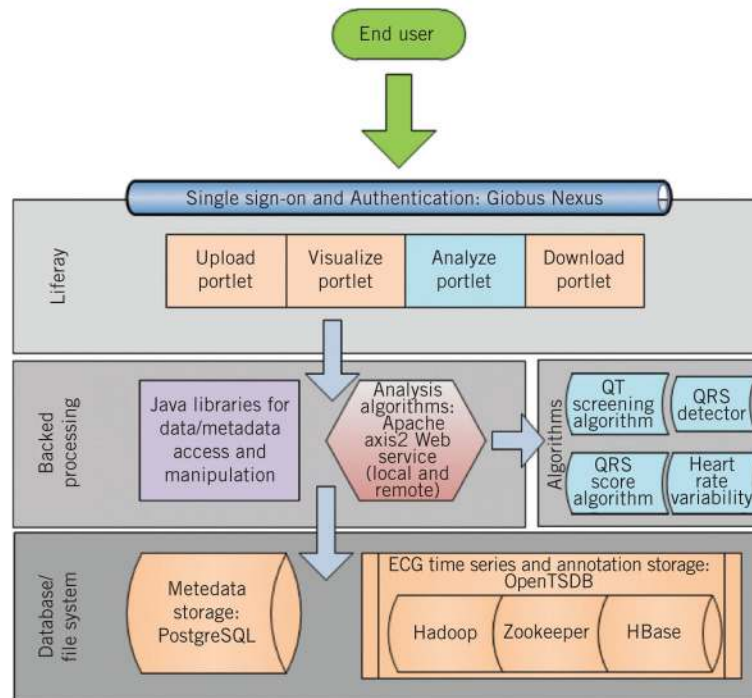 End user
Single sign-on and Authentication: Giobus Nexus
Liferay
Upload
portlet
Visualize
portlet
Analyze
portlet
Download
portlet
Backed
processing
Java libraries for
data/metadata
access and
manipulation
Analysis
algorithms:
Apache
axis2 Web
service
(local and
remote)
Algorithms
QT
screening
algorithm
QRS
detector
QRS
score
algorithm
Heart
rate
variability
Database/
file system
Metedata
storage:
PostgreSQL
ECG time series and annotation storage:
OpenTSDB
Hadoop
Zookeeper
HBase